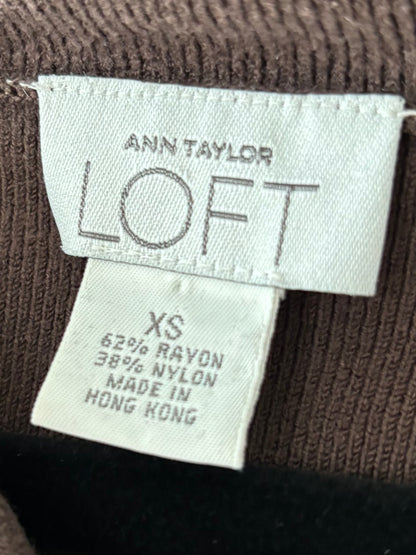 ANN TAYLOR
LOFT
XS
62% RAYON
38% NYLON
MADE IN
HONG KONG